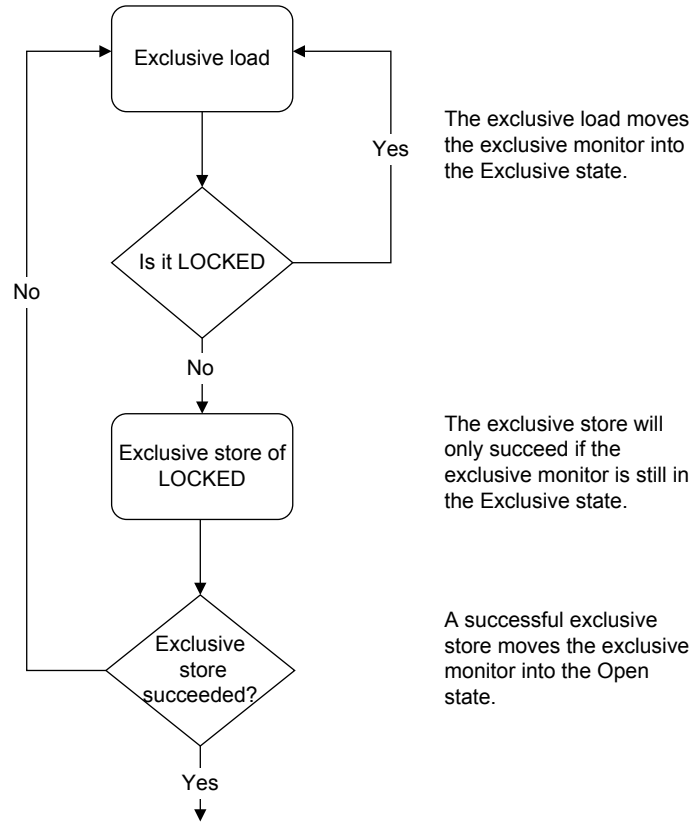 Exclusive load
The exclusive load moves
the exclusive monitor into
the Exclusive state.
Yes
Is it LOCKED
No
No
Exclusive store of
LOCKED
The exclusive store will
only succeed if the
exclusive monitor is still in
the Exclusive state.
Exclusive
store
succeeded?
A successful exclusive
store moves the exclusive
monitor into the Open
state.
Yes